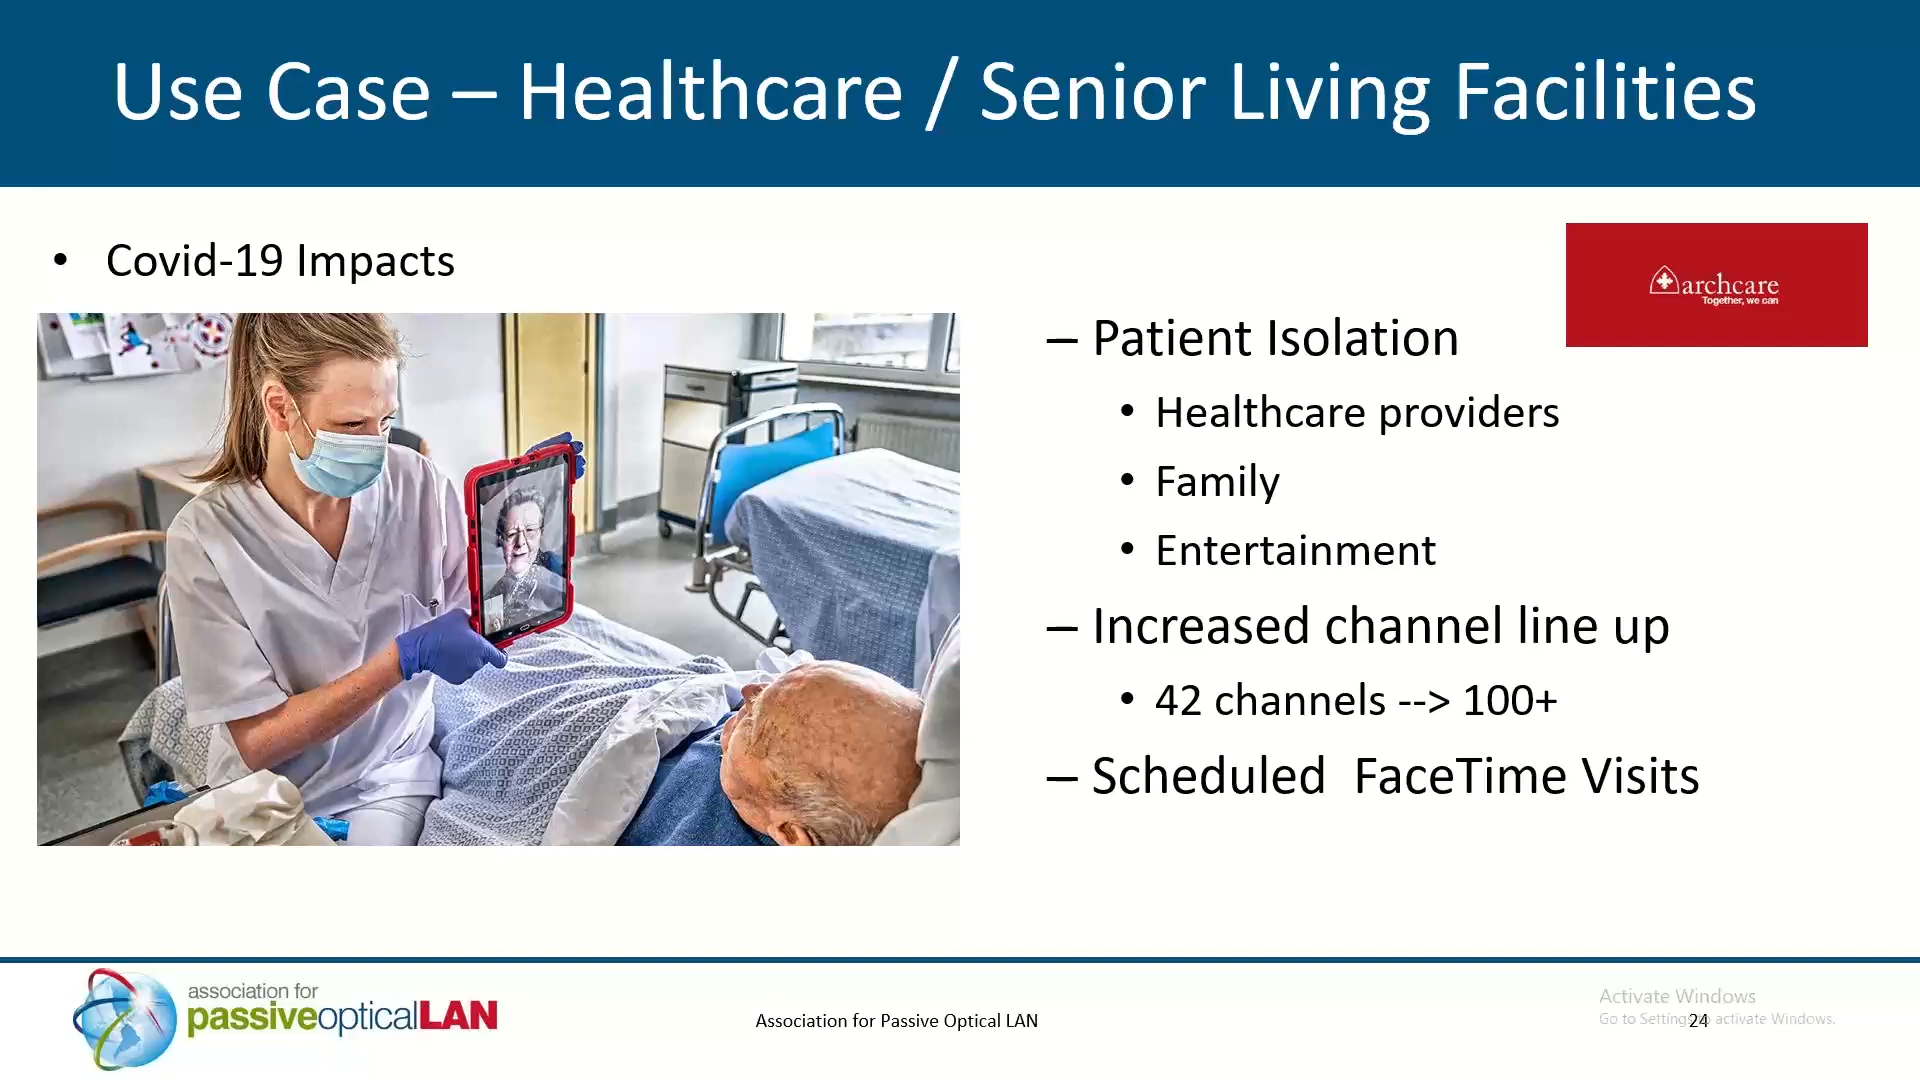 Use Case – Healthcare / Senior Living Facilities
• Covid-19 Impacts
archcare
Together, we can
– Patient Isolation
• Healthcare providers
• Family
• Entertainment
– Increased channel line up
• 42 channels --> 100+
– Scheduled  FaceTime Visits
association for
passiveopticalLAN
Association for Passive Optical LAN
Activate Windows
Go to Settings to activate Windows.
24